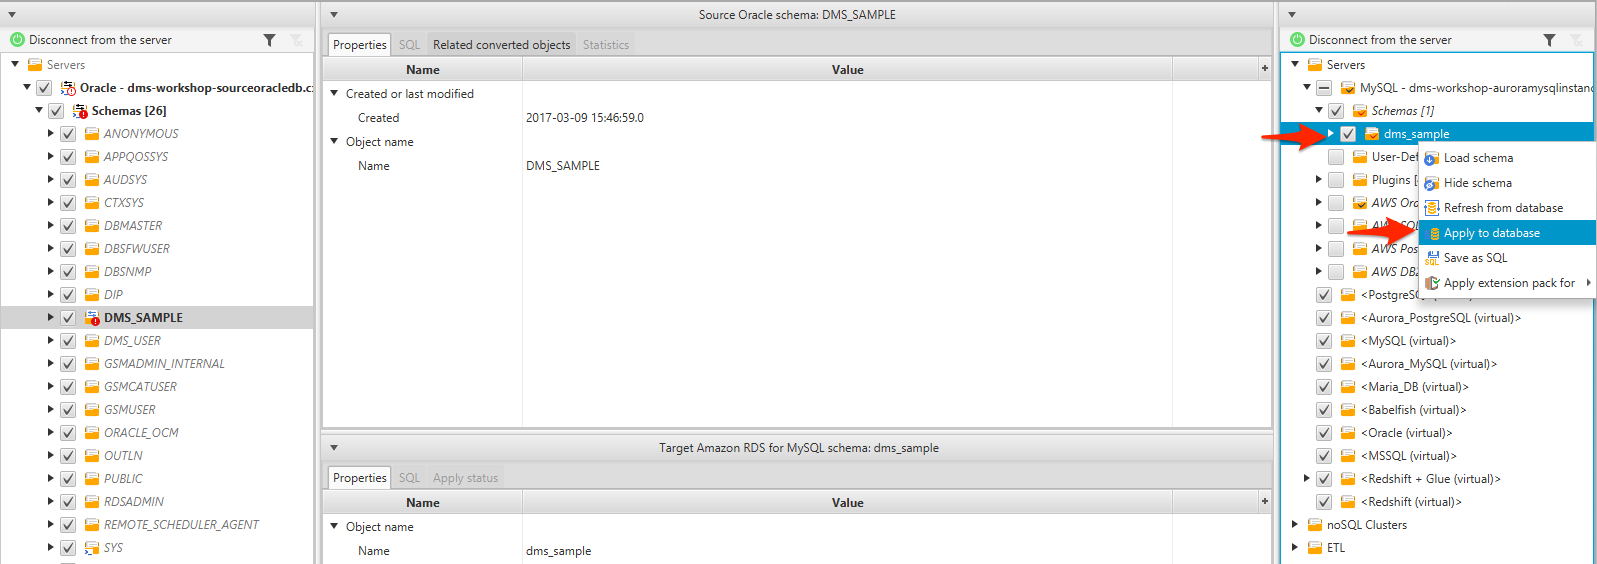 Disconnect from the server
Servers
Oracle - dms-workshop-sourceoracledb.c
Schemas [26]
ANONYMOUS
APPQOSSYS
AUDSYS
CTXSYS
DBMASTER
DBSFWUSER
DBSNMP
DIP
DMS_SAMPLE
DMS_USER
GSMADMIN_INTERNAL
GSMCATUSER
GSMUSER
ORACLE_OCM
OUTLN
PUBLIC
RDSADMIN
REMOTE_SCHEDULER_AGENT
SYS
Source Oracle schema: DMS_SAMPLE
Properties SQL Related converted objects Statistics
Name Value +
Created or last modified
Created 2017-03-09 15:46:59.0
Object name
Name DMS_SAMPLE
Target Amazon RDS for MySQL schema: dms_sample
Properties SQL Apply status
Name Value +
Object name
Name dms_sample
Disconnect from the server
Servers
MySQL - dms-workshop-auroramysqlinstan
Schemas [1]
dms_sample
User-De
Plugins [
AWS Ora
AWS SQL
AWS Pos
AWS DB2
Load schema
Hide schema
Refresh from database
Apply to database
SQL Save as SQL
Apply extension pack for
<PostgreSQ
<Aurora_PostgreSQL (virtual)>
<MySQL (virtual)>
<Aurora_MySQL (virtual)>
<Maria_DB (virtual)>
<Babelfish (virtual)>
<Oracle (virtual)>
<MSSQL (virtual)>
<Redshift + Glue (virtual)>
<Redshift (virtual)>
noSQL Clusters
ETL